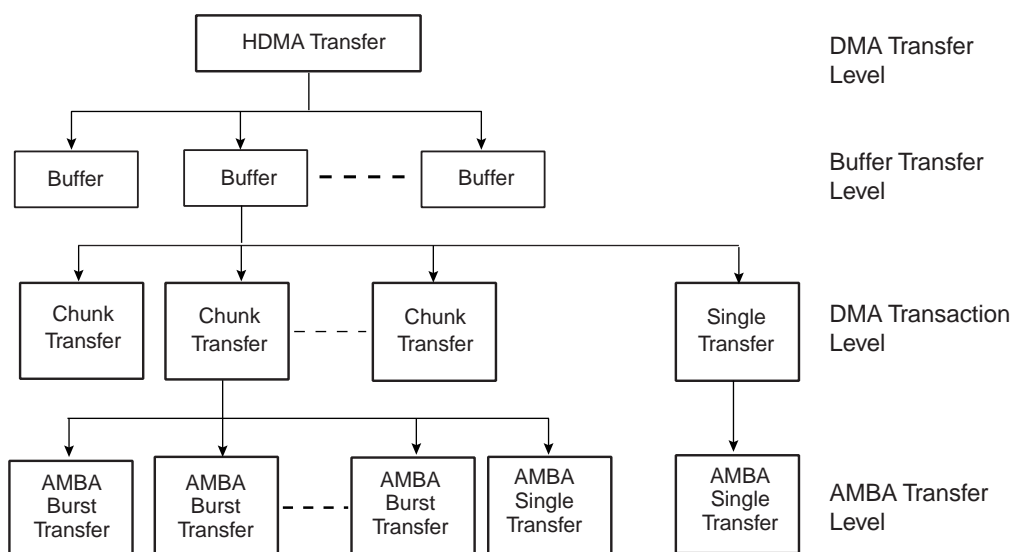 HDMA Transfer
DMA Transfer
Level
Buffer
Buffer
Buffer
Buffer Transfer
Level
Chunk
Transfer
Chunk
Transfer
Chunk
Transfer
Single
Transfer
DMA Transaction
Level
AMBA
Burst
Transfer
AMBA
Burst
Transfer
AMBA
Burst
Transfer
AMBA
Single
Transfer
AMBA
Single
Transfer
AMBA Transfer
Level